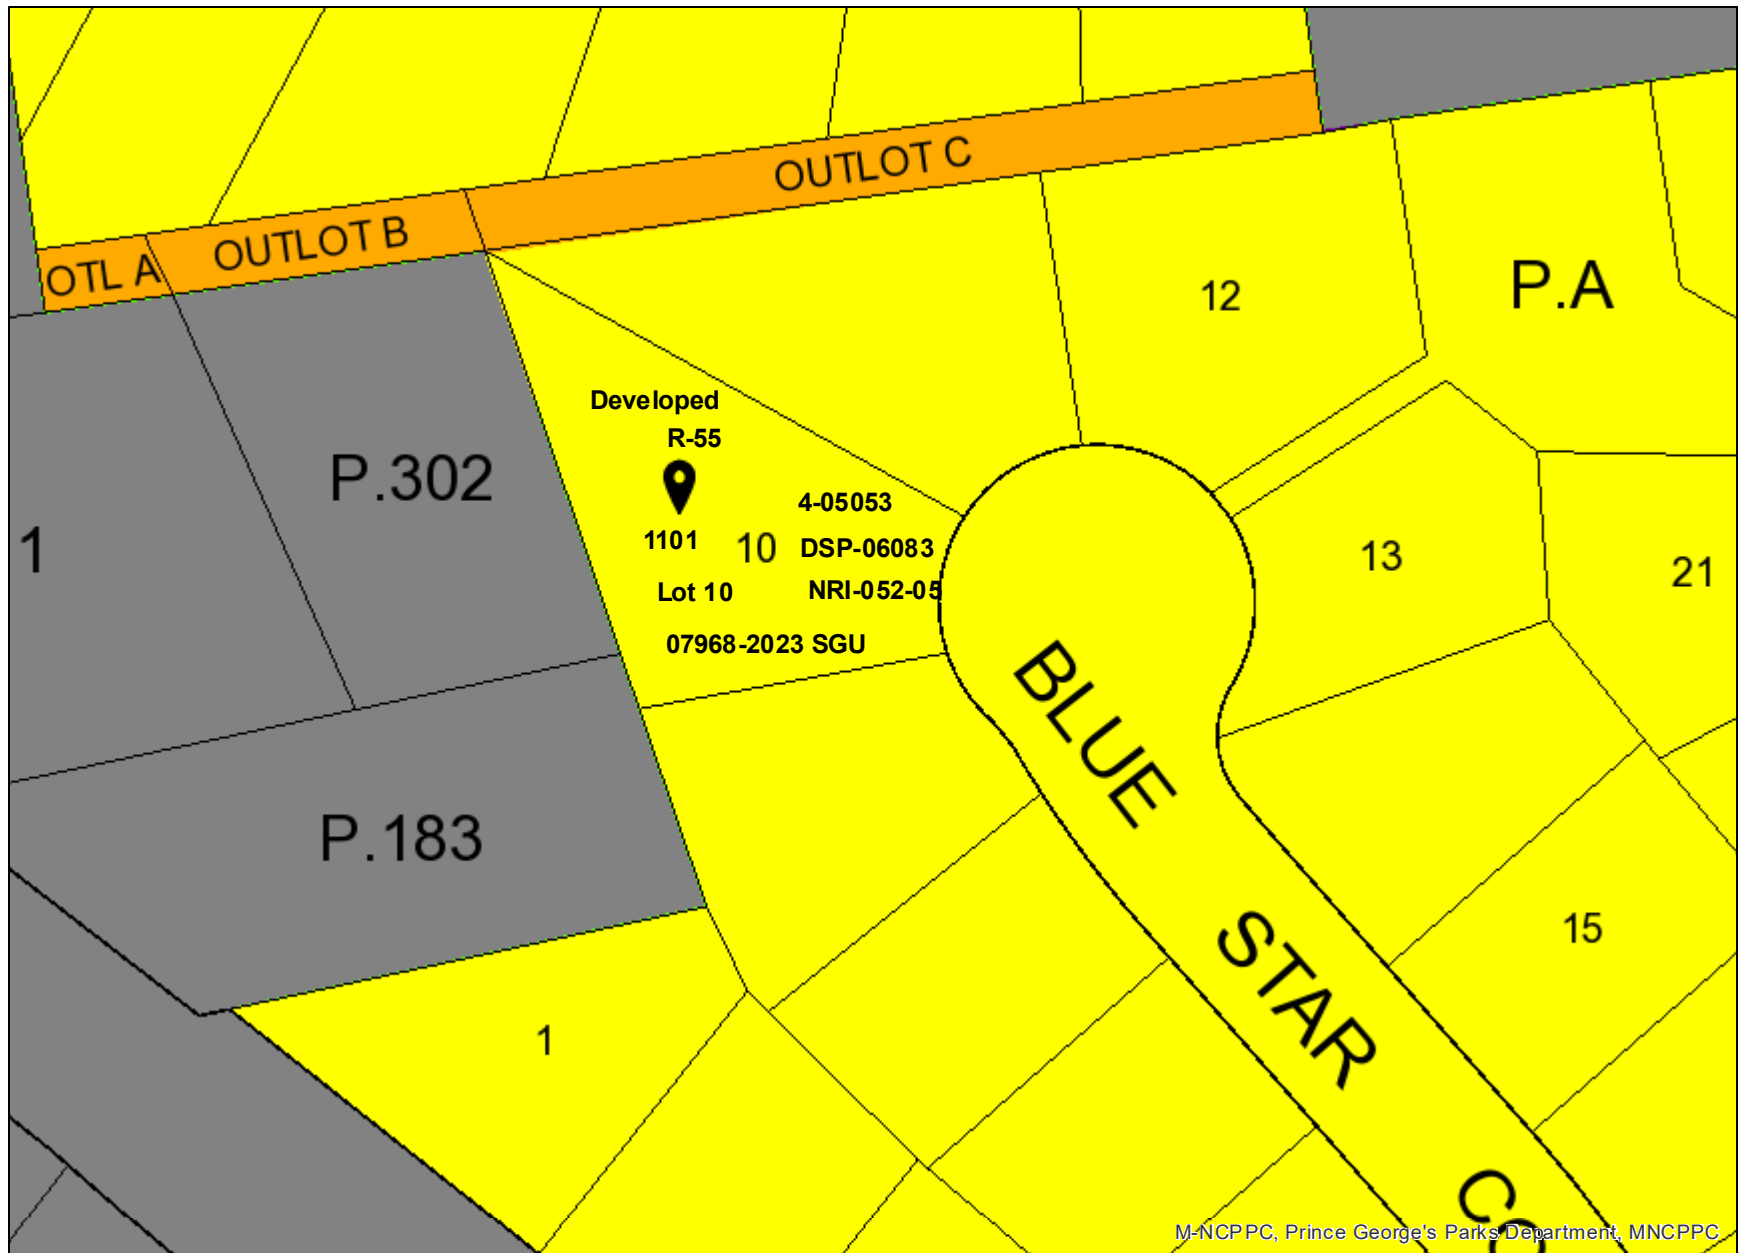 OUTLOT C
OUTLOT B
OTL A
12
P.A
Developed
R-55
P.302
4-05053
1101
10
DSP-06083
1
13
21
Lot 10
NRI-052-05
07968-2023 SGU
BLUE
P.183
STAR
15
1
CO
M-NCPPC, Prince George's Parks Department, MNCPPC